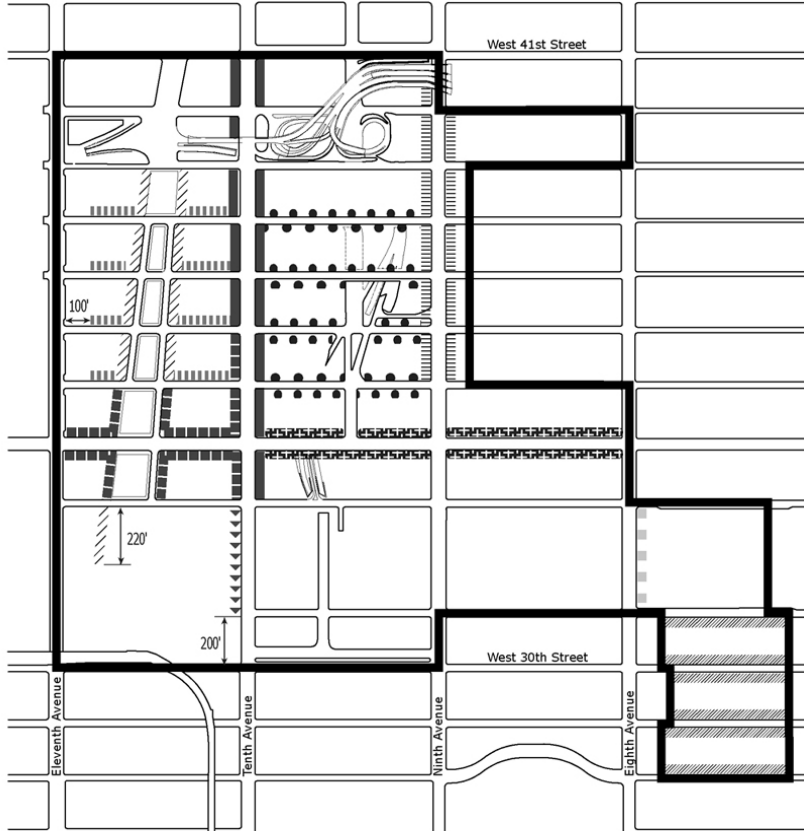 West 41st Street
100'
220'
200'
West 30th Street
Eleventh Avenue
Tenth Avenue
Ninth Avenue
Eighth Avenue